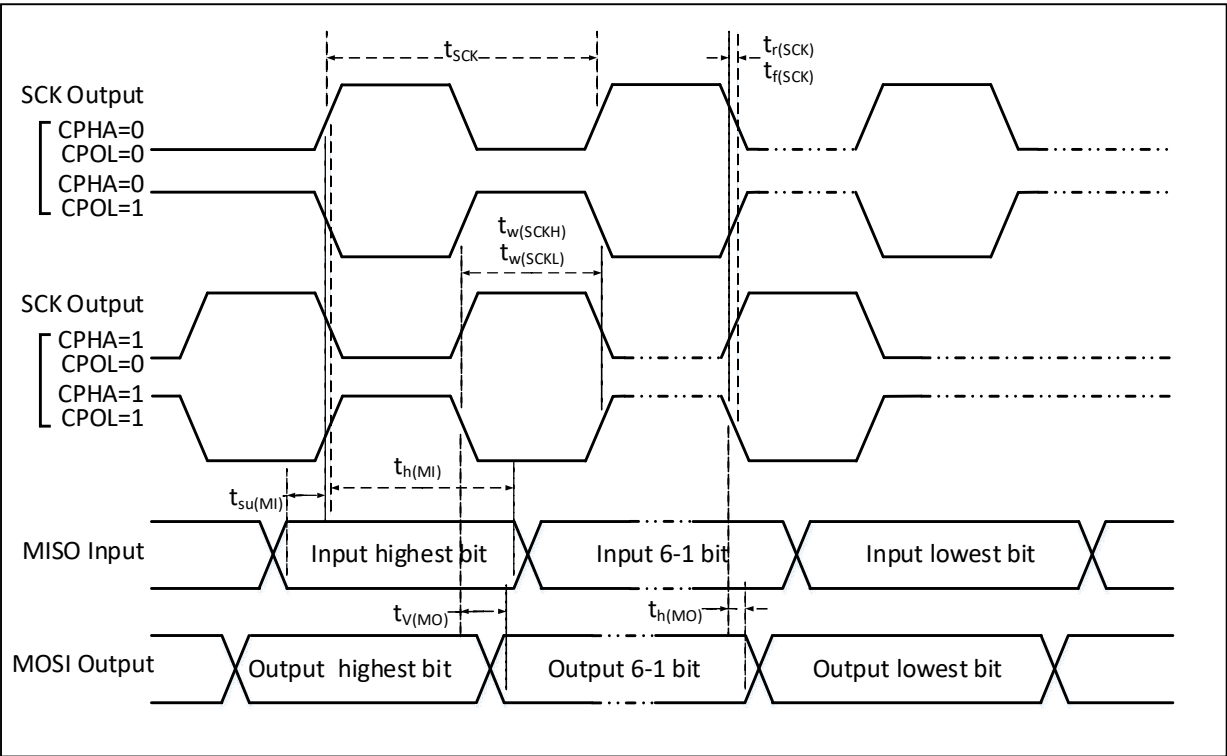 tSCK
tr(SCK)
tf(SCK)
SCK Output
CPHA=0
CPOL=0
CPHA=0
CPOL=1
tw(SCKH)
tw(SCKL)
SCK Output
CPHA=1
CPOL=0
CPHA=1
CPOL=1
th(MI)
tsu(MI)
MISO Input
Input highest bit
Input 6-1 bit
Input lowest bit
tV(MO)
th(MO)
MOSI Output
Output highest bit
Output 6-1 bit
Output lowest bit